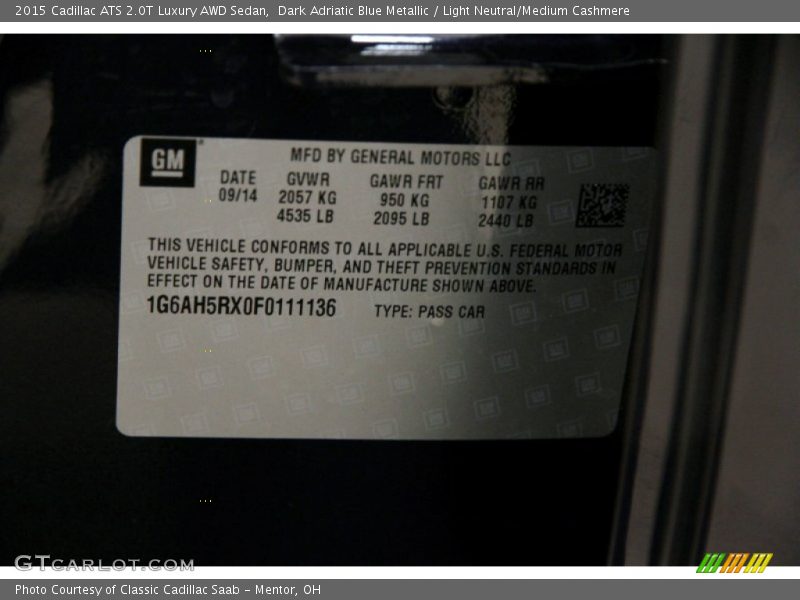 2015 Cadillac ATS 2.0T Luxury AWD Sedan,  Dark Adriatic Blue Metallic / Light Neutral/Medium Cashmere
GM
MFD BY GENERAL MOTORS LLC
DATE GVWR GAWR FRT GAWR RR
09/14 2057 KG 950 KG 1107 KG
4535 LB 2095 LB 2440 LB
THIS VEHICLE CONFORMS TO ALL APPLICABLE U.S. FEDERAL MOTOR
VEHICLE SAFETY, BUMPER, AND THEFT PREVENTION STANDARDS IN
EFFECT ON THE DATE OF MANUFACTURE SHOWN ABOVE.
1G6AH5RX0F0111136 TYPE: PASS CAR
GTCARLOT.COM
Photo Courtesy of Classic Cadillac Saab - Mentor, OH